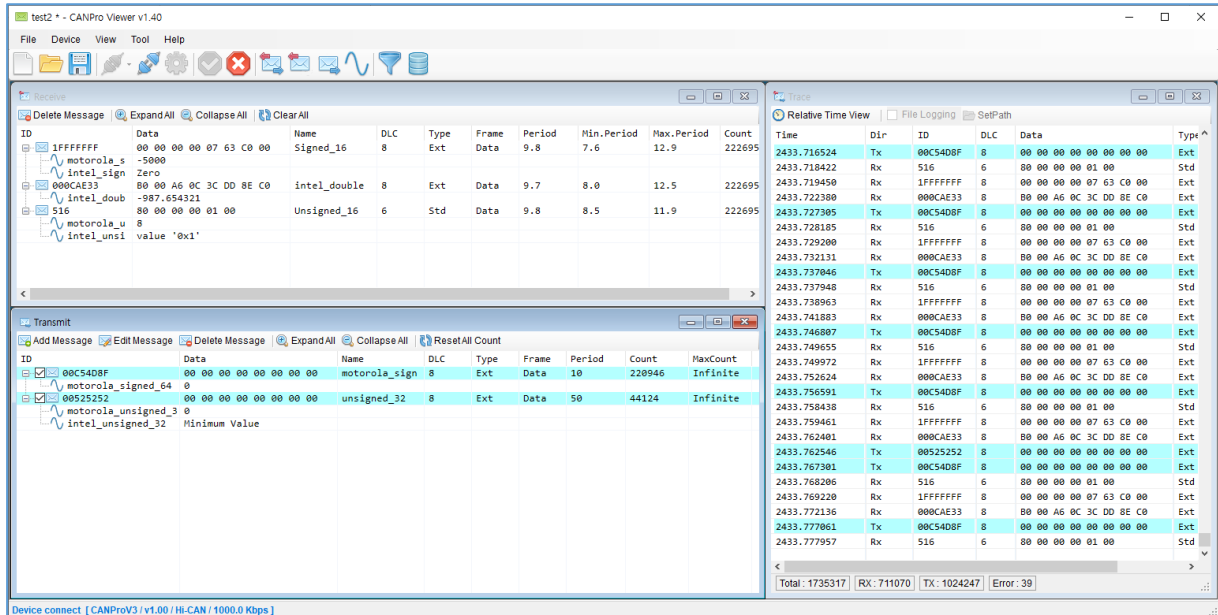 test2 * - CANPro Viewer v1.40
File Device View Tool Help
Receive
Delete Message Expand All Collapse All Clear All
ID Data Name DLC Type Frame Period Min.Period Max.Period Count
1FFFFFFF 00 00 00 00 07 63 C0 00 Signed_16 8 Ext Data 9.8 7.6 12.9 222695
motorola_s -5000
intel_sign Zero
000CAE33 B0 00 A6 0C 3C DD 8E C0 intel_double 8 Ext Data 9.7 8.0 12.5 222695
intel_doub -987.654321
516 80 00 00 00 01 00 Unsigned_16 6 Std Data 9.8 8.5 11.9 222695
motorola_u 8
intel_unsi value '0x1'
Transmit
Add Message Edit Message Delete Message Expand All Collapse All Reset All Count
ID Data Name DLC Type Frame Period Count MaxCount
00C54D8F 00 00 00 00 00 00 00 00 motorola_sign 8 Ext Data 10 220946 Infinite
motorola_signed_64 0
00525252 00 00 00 00 00 00 00 00 unsigned_32 8 Ext Data 50 44124 Infinite
motorola_unsigned_3 0
intel_unsigned_32 Minimum Value
Trace
Relative Time View File Logging SetPath
Time Dir ID DLC Data Type
2433.716524 Tx 00C54D8F 8 00 00 00 00 00 00 00 00 Ext
2433.718422 Rx 516 6 80 00 00 00 01 00 Std
2433.719450 Rx 1FFFFFFF 8 00 00 00 00 07 63 C0 00 Ext
2433.722380 Rx 000CAE33 8 B0 00 A6 0C 3C DD 8E C0 Ext
2433.727305 Tx 00C54D8F 8 00 00 00 00 00 00 00 00 Ext
2433.728185 Rx 516 6 80 00 00 00 01 00 Std
2433.729200 Rx 1FFFFFFF 8 00 00 00 00 07 63 C0 00 Ext
2433.732131 Rx 000CAE33 8 B0 00 A6 0C 3C DD 8E C0 Ext
2433.737046 Tx 00C54D8F 8 00 00 00 00 00 00 00 00 Ext
2433.737948 Rx 516 6 80 00 00 00 01 00 Std
2433.738963 Rx 1FFFFFFF 8 00 00 00 00 07 63 C0 00 Ext
2433.741883 Rx 000CAE33 8 B0 00 A6 0C 3C DD 8E C0 Ext
2433.746807 Tx 00C54D8F 8 00 00 00 00 00 00 00 00 Ext
2433.749655 Rx 516 6 80 00 00 00 01 00 Std
2433.749972 Rx 1FFFFFFF 8 00 00 00 00 07 63 C0 00 Ext
2433.752624 Rx 000CAE33 8 B0 00 A6 0C 3C DD 8E C0 Ext
2433.756591 Tx 00C54D8F 8 00 00 00 00 00 00 00 00 Ext
2433.758438 Rx 516 6 80 00 00 00 01 00 Std
2433.759461 Rx 1FFFFFFF 8 00 00 00 00 07 63 C0 00 Ext
2433.762401 Rx 000CAE33 8 B0 00 A6 0C 3C DD 8E C0 Ext
2433.762546 Tx 00525252 8 00 00 00 00 00 00 00 00 Ext
2433.767301 Tx 00C54D8F 8 00 00 00 00 00 00 00 00 Ext
2433.768206 Rx 516 6 80 00 00 00 01 00 Std
2433.769220 Rx 1FFFFFFF 8 00 00 00 00 07 63 C0 00 Ext
2433.772136 Rx 000CAE33 8 B0 00 A6 0C 3C DD 8E C0 Ext
2433.777061 Tx 00C54D8F 8 00 00 00 00 00 00 00 00 Ext
2433.777957 Rx 516 6 80 00 00 00 01 00 Std
Total : 1735317 RX : 711070 TX : 1024247 Error : 39
Device connect [ CANProV3 / v1.00 / Hi-CAN / 1000.0 Kbps ]